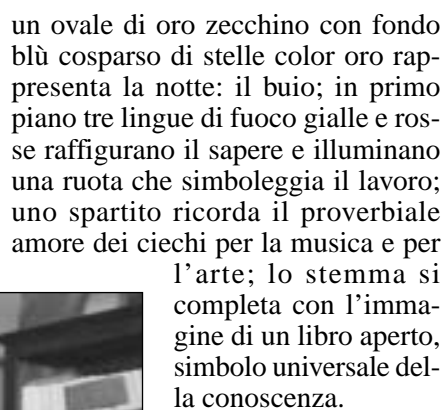 un ovale di oro zecchino con fondo
blù cosparso di stelle color oro rap-
presenta la notte: il buio; in primo
piano tre lingue di fuoco gialle e ros-
se raffigurano il sapere e illuminano
una ruota che simboleggia il lavoro;
uno spartito ricorda il proverbiale
amore dei ciechi per la musica e per
l'arte; lo stemma si
completa con l'imma-
gine di un libro aperto,
simbolo universale del-
la conoscenza.